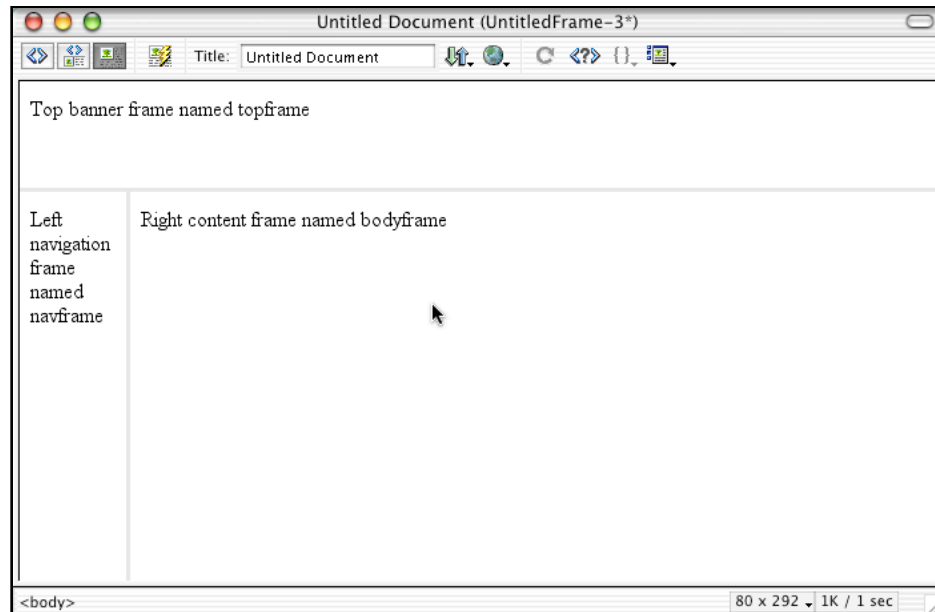 Untitled Document (UntitledFrame-3*)
Title: Untitled Document
Top banner frame named topframe
Left
navigation
frame
named
navframe
Right content frame named bodyframe
<body>
80 x 292 1K / 1 sec